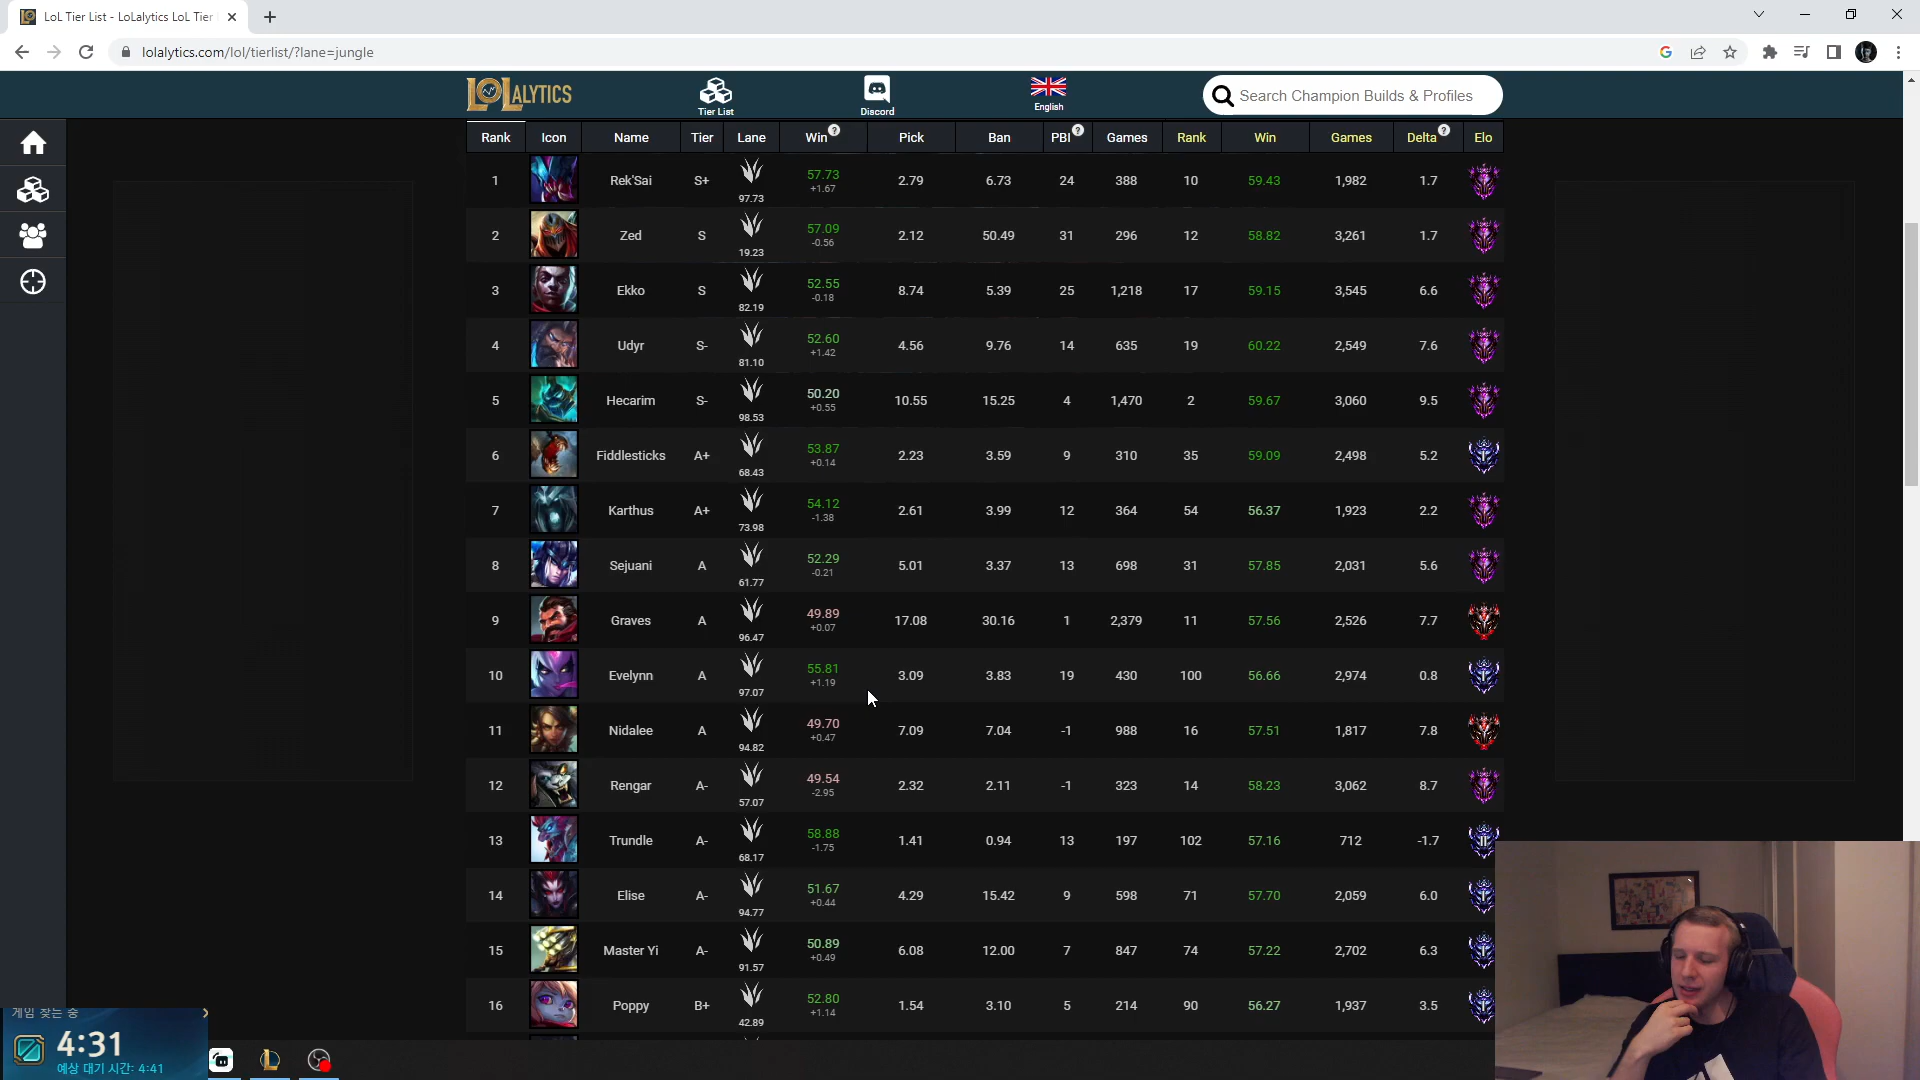 LoL Tier List - LoLalytics LoL Tier
lolalytics.com/lol/tierlist/?lane=jungle
LOLALYTICS
Tier List
Discord
English
Search Champion Builds & Profiles
Rank Icon Name Tier Lane Win ? Pick Ban PBI ? Games Rank Win Games Delta ? Elo
1 Rek'Sai S+ 97.73 57.73 +1.67 2.79 6.73 24 388 10 59.43 1,982 1.7
2 Zed S 19.23 57.09 -0.56 2.12 50.49 31 296 12 58.82 3,261 1.7
3 Ekko S 82.19 52.55 -0.18 8.74 5.39 25 1,218 17 59.15 3,545 6.6
4 Udyr S- 81.10 52.60 +1.42 4.56 9.76 14 635 19 60.22 2,549 7.6
5 Hecarim S- 98.53 50.20 +0.55 10.55 15.25 4 1,470 2 59.67 3,060 9.5
6 Fiddlesticks A+ 68.43 53.87 +0.14 2.23 3.59 9 310 35 59.09 2,498 5.2
7 Karthus A+ 73.98 54.12 -1.38 2.61 3.99 12 364 54 56.37 1,923 2.2
8 Sejuani A 61.77 52.29 -0.21 5.01 3.37 13 698 31 57.85 2,031 5.6
9 Graves A 96.47 49.89 +0.07 17.08 30.16 1 2,379 11 57.56 2,526 7.7
10 Evelynn A 97.07 55.81 +1.19 3.09 3.83 19 430 100 56.66 2,974 0.8
11 Nidalee A 94.82 49.70 +0.47 7.09 7.04 -1 988 16 57.51 1,817 7.8
12 Rengar A- 57.07 49.54 -2.95 2.32 2.11 -1 323 14 58.23 3,062 8.7
13 Trundle A- 68.17 58.88 -1.75 1.41 0.94 13 197 102 57.16 712 -1.7
14 Elise A- 94.77 51.67 +0.44 4.29 15.42 9 598 71 57.70 2,059 6.0
15 Master Yi A- 91.57 50.89 +0.49 6.08 12.00 7 847 74 57.22 2,702 6.3
16 Poppy B+ 42.89 52.80 +1.14 1.54 3.10 5 214 90 56.27 1,937 3.5
게임 찾는 중
4:31
예상 대기 시간: 4:41